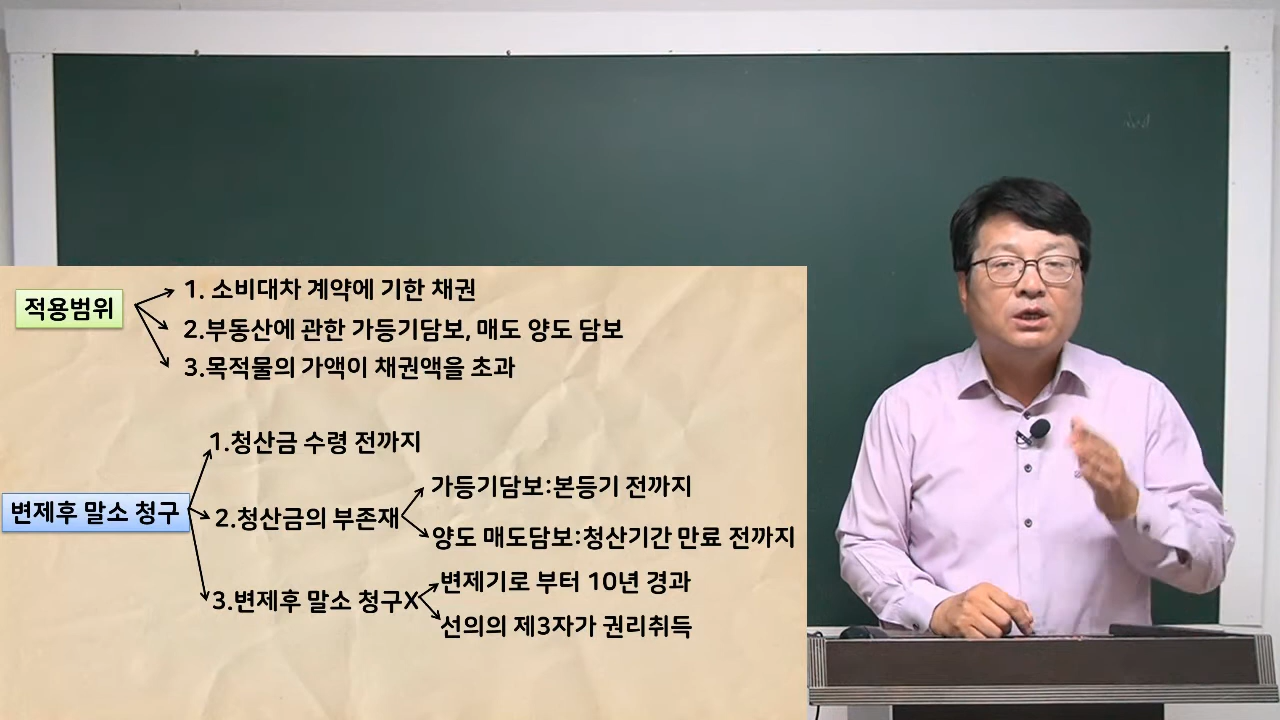 적용범위
1. 소비대차 계약에 기한 채권
2.부동산에 관한 가등기담보, 매도 양도 담보
3.목적물의 가액이 채권액을 초과
변제후 말소 청구
1.청산금 수령 전까지
2.청산금의 부존재
가등기담보:본등기 전까지
양도 매도담보:청산기간 만료 전까지
3.변제후 말소 청구X
변제기로 부터 10년 경과
선의의 제3자가 권리취득